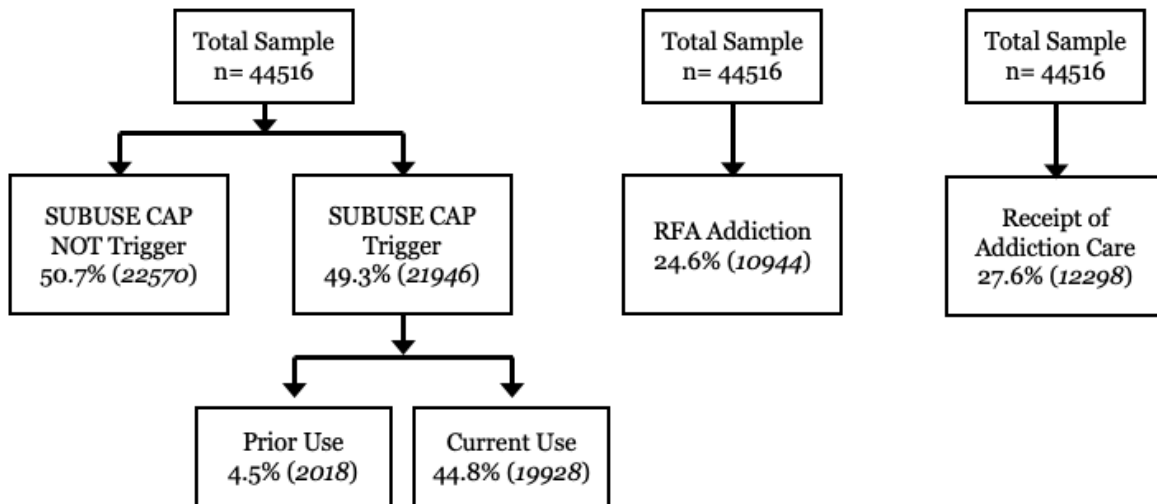 Total Sample
n= 44516
Total Sample
n= 44516
Total Sample
n= 44516
SUBUSE CAP
NOT Trigger
50.7% (22570)
SUBUSE CAP
Trigger
49.3% (21946)
RFA Addiction
24.6% (10944)
Receipt of
Addiction Care
27.6% (12298)
Prior Use
4.5% (2018)
Current Use
44.8% (19928)